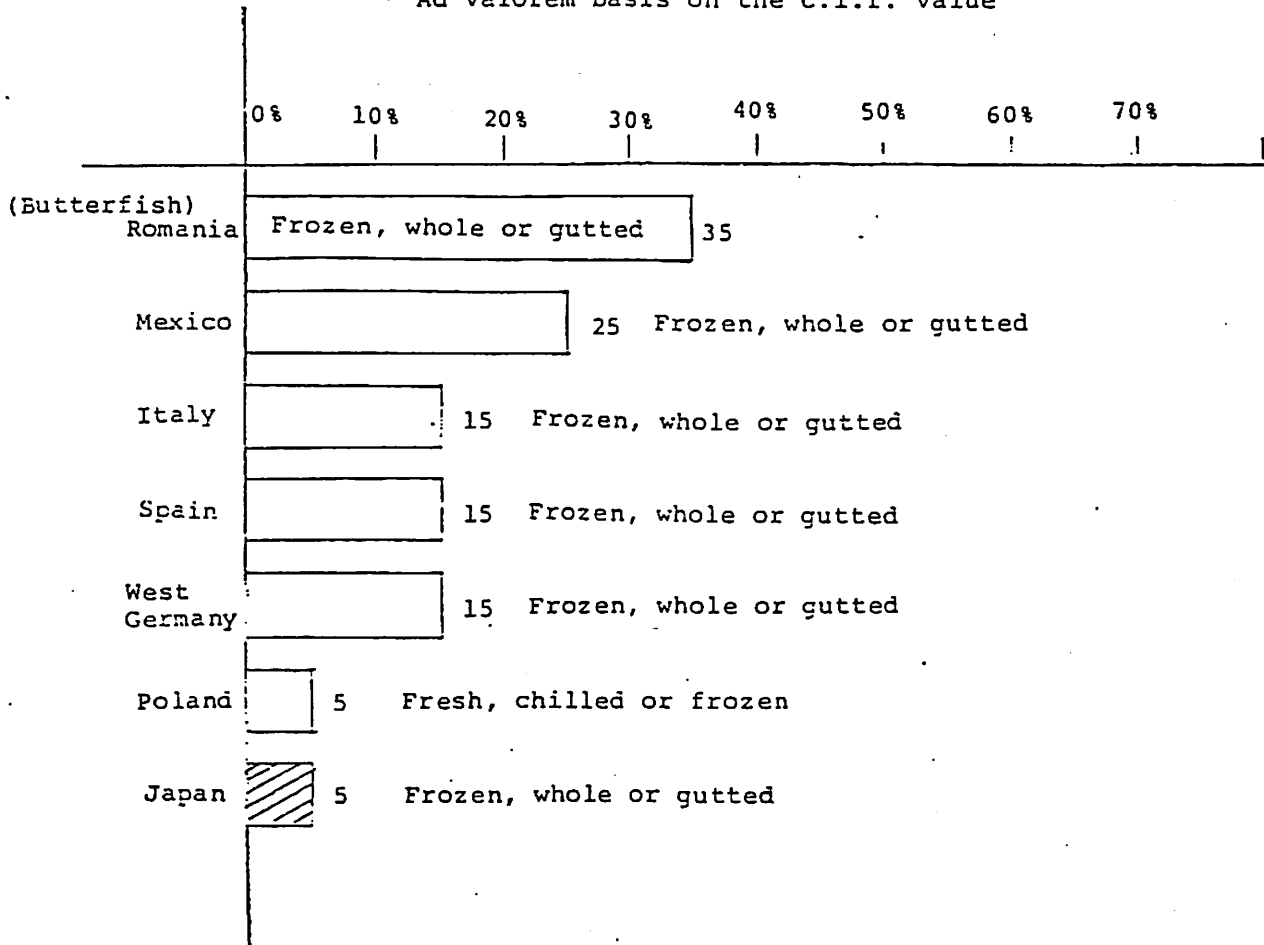 Ad valorem basis on the C.I.F. value
0% 10% 20% 30% 40% 50% 60% 70%
(Butterfish)
Romania Frozen, whole or gutted 35
Mexico 25 Frozen, whole or gutted
Italy 15 Frozen, whole or gutted
Spain 15 Frozen, whole or gutted
West
Germany 15 Frozen, whole or gutted
Poland 5 Fresh, chilled or frozen
Japan 5 Frozen, whole or gutted